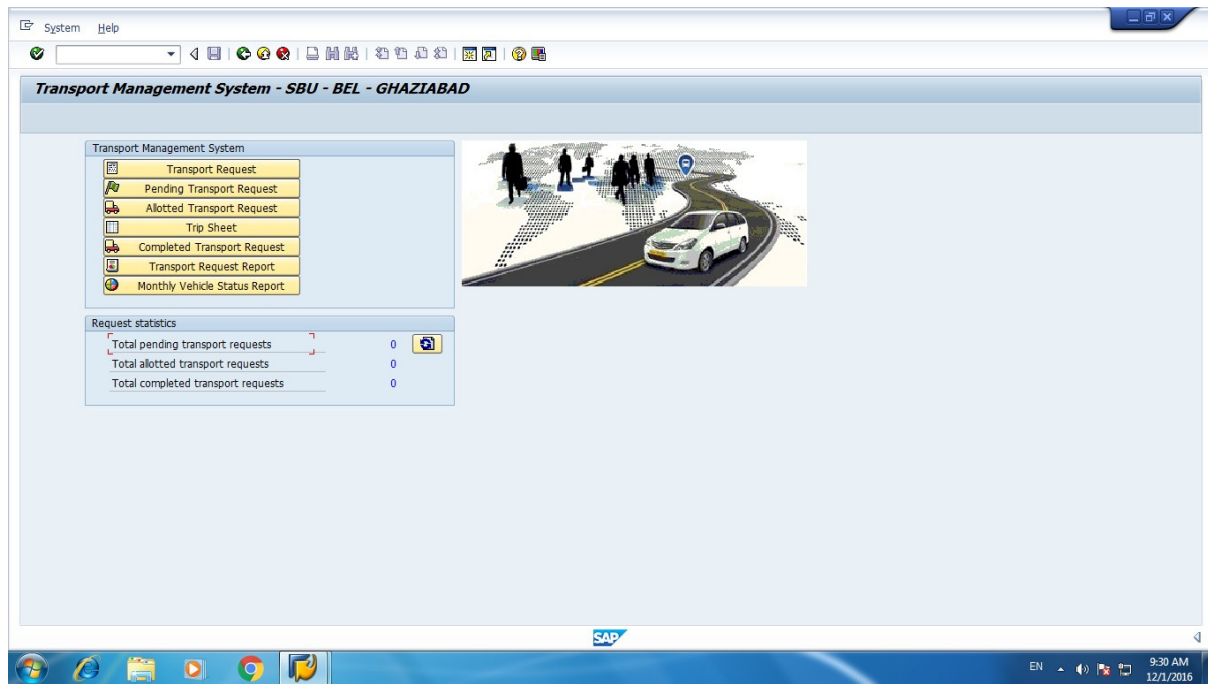 System Help
Transport Management System - SBU - BEL - GHAZIABAD
Transport Management System
Transport Request
Pending Transport Request
Allotted Transport Request
Trip Sheet
Completed Transport Request
Transport Request Report
Monthly Vehicle Status Report
Request statistics
Total pending transport requests 0
Total allotted transport requests 0
Total completed transport requests 0
SAP
EN 9:30 AM
12/1/2016